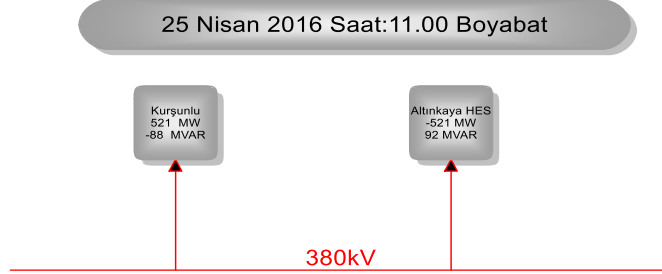 25 Nisan 2016 Saat:11.00 Boyabat
Kurşunlu
521 MW
-88 MVAR
Altınkaya HES
-521 MW
92 MVAR
380kV